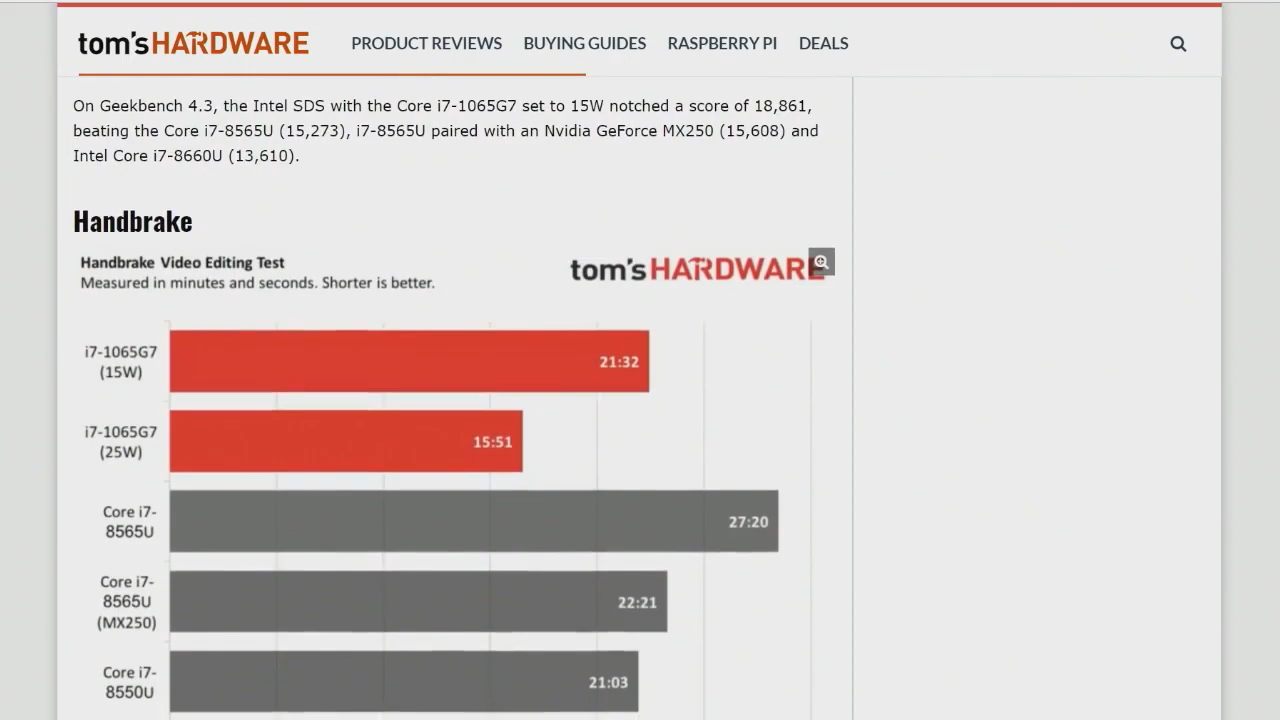 tom's HARDWARE PRODUCT REVIEWS BUYING GUIDES RASPBERRY PI DEALS
On Geekbench 4.3, the Intel SDS with the Core i7-1065G7 set to 15W notched a score of 18,861,
beating the Core i7-8565U (15,273), i7-8565U paired with an Nvidia GeForce MX250 (15,608) and
Intel Core i7-8660U (13,610).
Handbrake
Handbrake Video Editing Test
Measured in minutes and seconds. Shorter is better.
tom's HARDWARE
i7-1065G7
(15W)
21:32
i7-1065G7
(25W)
15:51
Core i7-
8565U
27:20
Core i7-
8565U
(MX250)
22:21
Core i7-
8550U
21:03